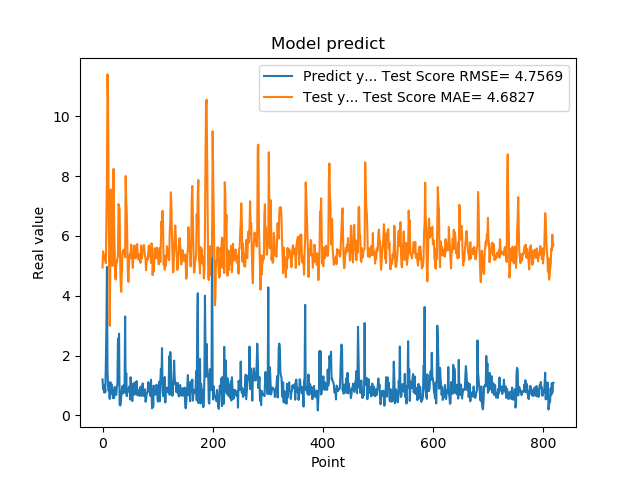 Model predict
Predict y... Test Score RMSE= 4.7569
Test y... Test Score MAE= 4.6827
Real value
10
8
6
4
2
0
0 200 400 600 800
Point